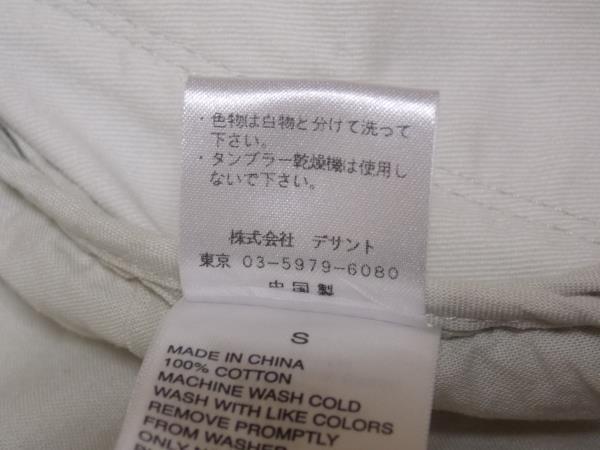 ・色物は白物と分けて洗って
下さい。
・タンブラー乾燥機は使用し
ないで下さい。
株式会社 デサント
東京 03-5979-6080
中国製
S
MADE IN CHINA
100% COTTON
MACHINE WASH COLD
WASH WITH LIKE COLORS
REMOVE PROMPTLY
FROM WASHER
ONLY